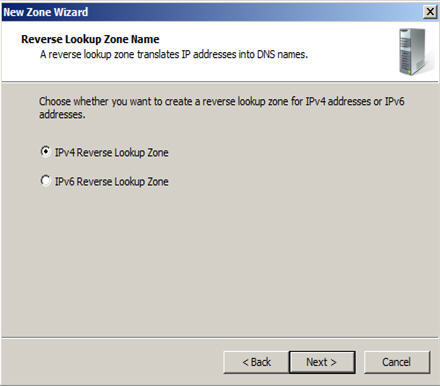 New Zone Wizard
Reverse Lookup Zone Name
A reverse lookup zone translates IP addresses into DNS names.
Choose whether you want to create a reverse lookup zone for IPv4 addresses or IPv6
addresses.
IPv4 Reverse Lookup Zone
IPv6 Reverse Lookup Zone
< Back Next > Cancel